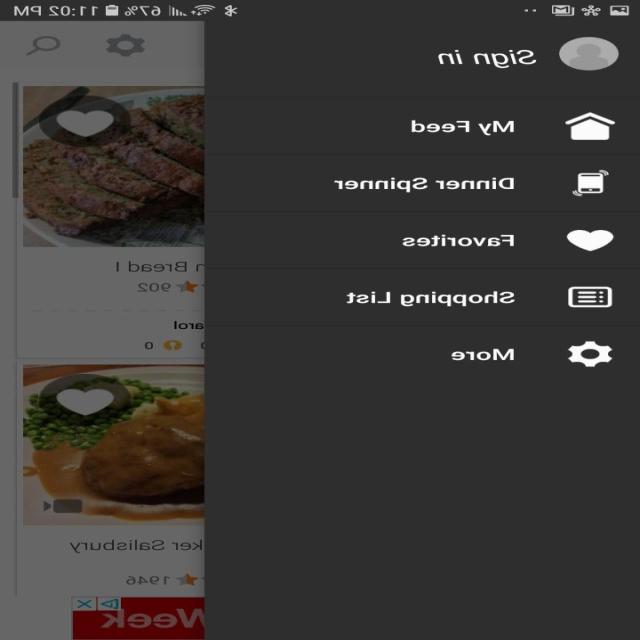 67% 11:02 PM
Sign in
My Feed
Dinner Spinner
Favorites
Shopping List
More
n Bread I
902
arol
0
ker Salisbury
1946
Week